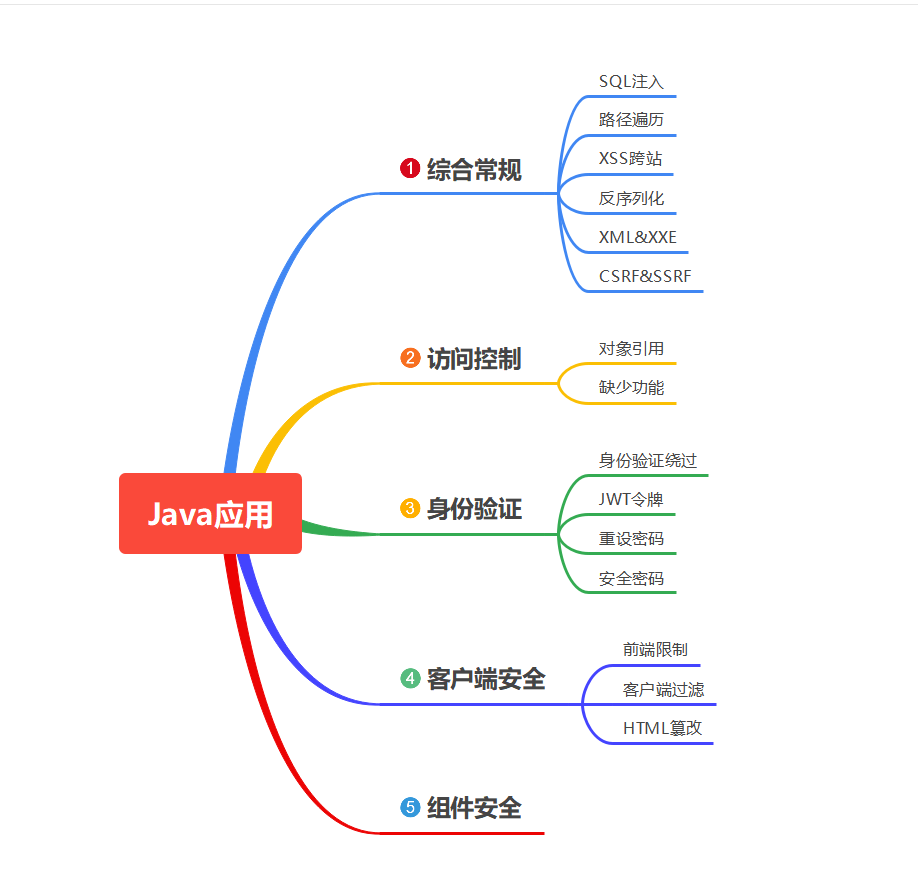 Java应用
1 综合常规
SQL注入
路径遍历
XSS跨站
反序列化
XML&XXE
CSRF&SSRF
2 访问控制
对象引用
缺少功能
3 身份验证
身份验证绕过
JWT令牌
重设密码
安全密码
4 客户端安全
前端限制
客户端过滤
HTML篡改
5 组件安全